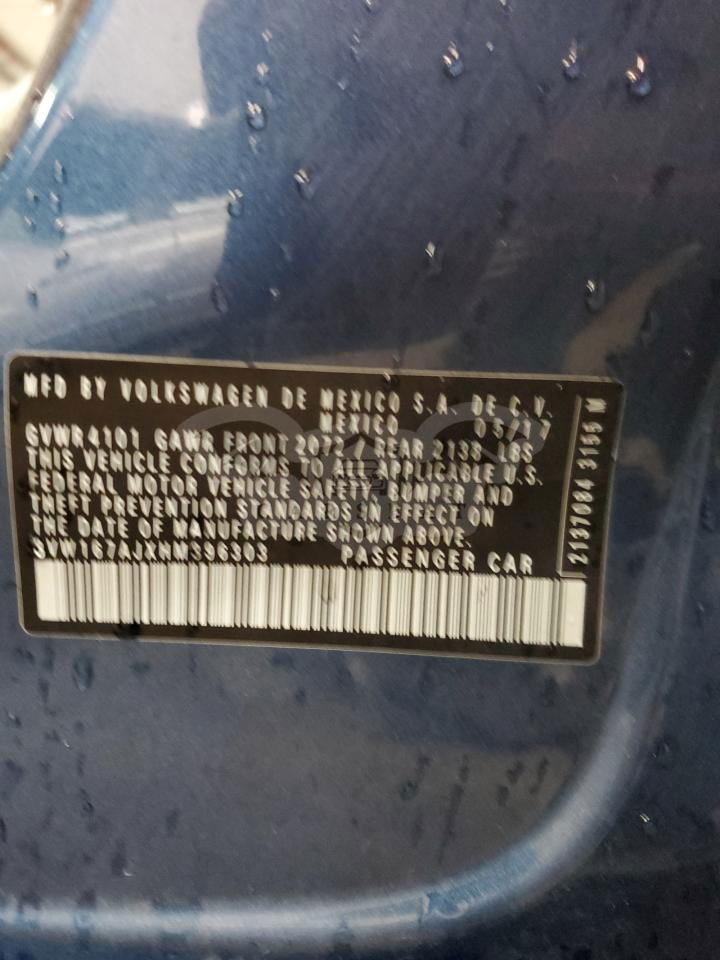 MFD BY VOLKSWAGEN DE MEXICO S.A. DE C.V.
MEXICO 05/17
GVWR 4101 GAWR FRONT 2072 / REAR 2138 LBS
THIS VEHICLE CONFORMS TO ALL APPLICABLE U.S.
FEDERAL MOTOR VEHICLE SAFETY, BUMPER AND
THEFT PREVENTION STANDARDS IN EFFECT ON
THE DATE OF MANUFACTURE SHOWN ABOVE.
3VW167AJXHM396303 PASSENGER CAR
2137084 3155 M